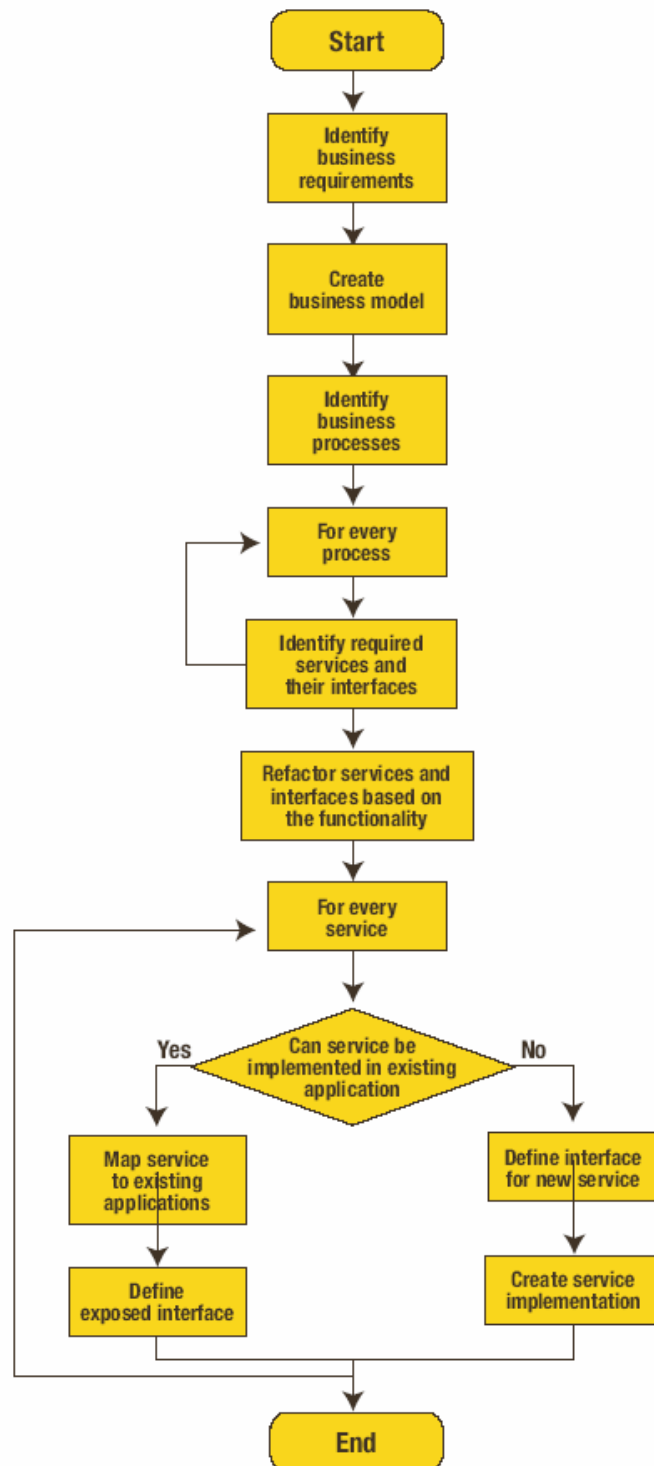 Start
Identify
business
requirements
Create
business model
Identify
business
processes
For every
process
Identify required
services and
their interfaces
Refactor services and
interfaces based on
the functionality
For every
service
Can service be
implemented in existing
application
Yes
No
Map service
to existing
applications
Define interface
for new service
Define
exposed interface
Create service
implementation
End